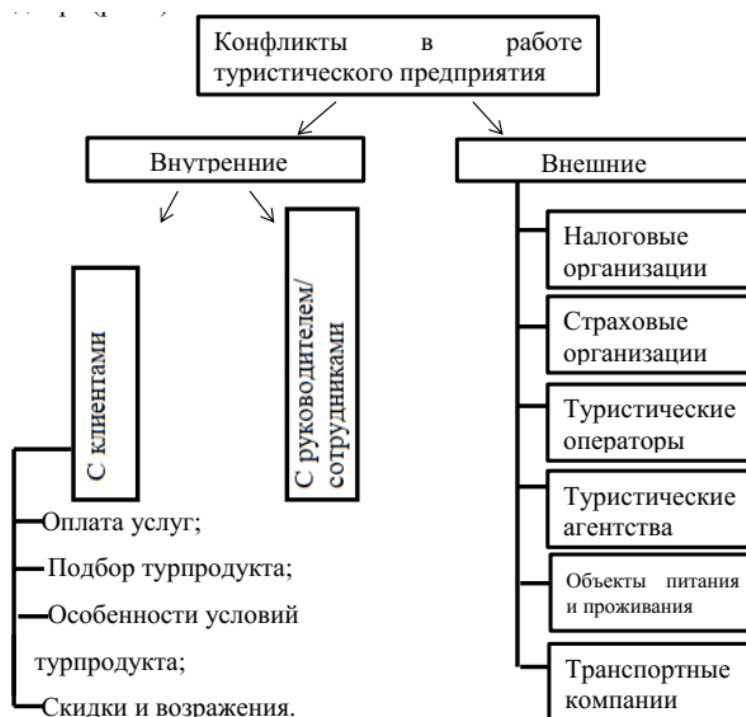 Конфликты в работе
туристического предприятия
Внутренние
Внешние
С клиентами
С руководителем/
сотрудниками
Оплата услуг;
Подбор турпродукта;
Особенности условий
турпродукта;
Скидки и возражения.
Налоговые
организации
Страховые
организации
Туристические
операторы
Туристические
агентства
Объекты питания
и проживания
Транспортные
компании